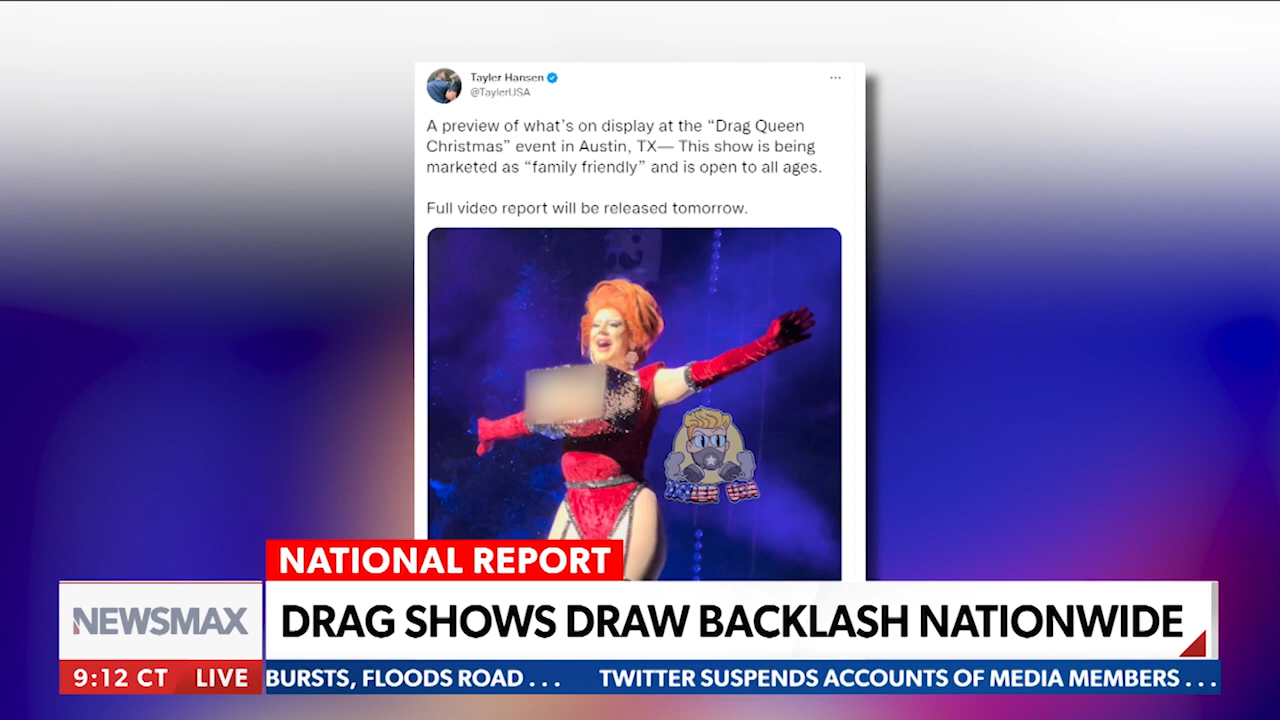 Tayler Hansen
@TaylerUSA
A preview of what's on display at the “Drag Queen
Christmas” event in Austin, TX— This show is being
marketed as “family friendly” and is open to all ages.
Full video report will be released tomorrow.
TAYLER USA
NATIONAL REPORT
NEWSMAX
DRAG SHOWS DRAW BACKLASH NATIONWIDE
9:12 CT LIVE
BURSTS, FLOODS ROAD . . . TWITTER SUSPENDS ACCOUNTS OF MEDIA MEMBERS . . .